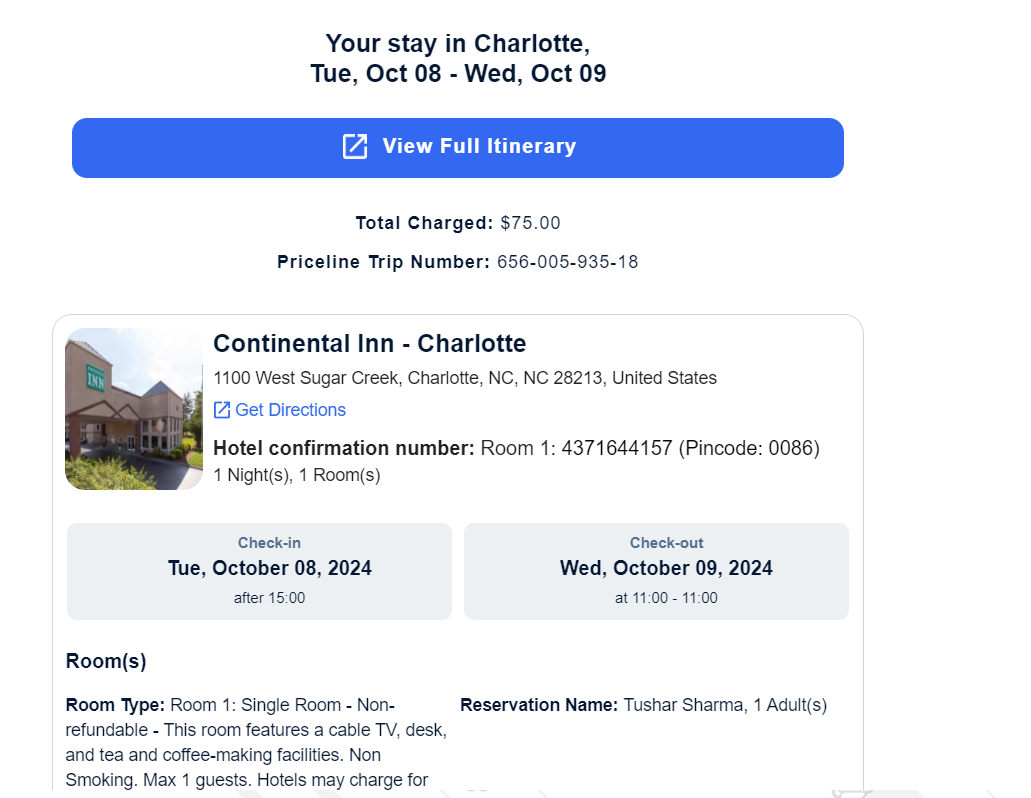 Your stay in Charlotte,
Tue, Oct 08 - Wed, Oct 09
View Full Itinerary
Total Charged: $75.00
Priceline Trip Number: 656-005-935-18
INN
Continental Inn - Charlotte
1100 West Sugar Creek, Charlotte, NC, NC 28213, United States
Get Directions
Hotel confirmation number: Room 1: 4371644157 (Pincode: 0086)
1 Night(s), 1 Room(s)
Check-in
Tue, October 08, 2024
after 15:00
Check-out
Wed, October 09, 2024
at 11:00 - 11:00
Room(s)
Room Type: Room 1: Single Room - Non-
refundable - This room features a cable TV, desk,
and tea and coffee-making facilities. Non
Smoking. Max 1 guests. Hotels may charge for
Reservation Name: Tushar Sharma, 1 Adult(s)